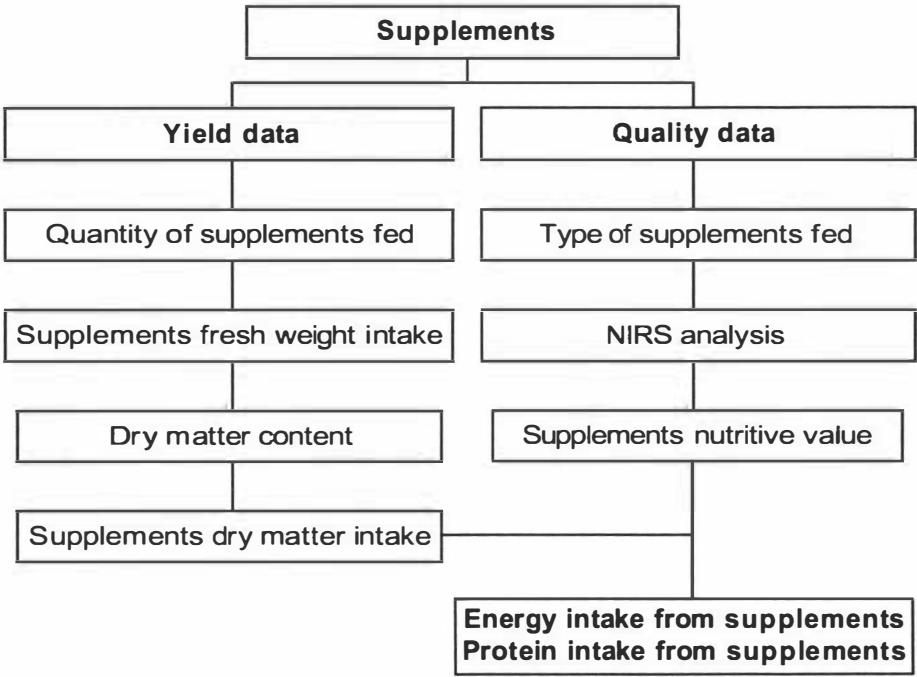 Supplements
Yield data
Quality data
Quantity of supplements fed
Type of supplements fed
Supplements fresh weight intake
NIRS analysis
Dry matter content
Supplements nutritive value
Supplements dry matter intake
Energy intake from supplements
Protein intake from supplements